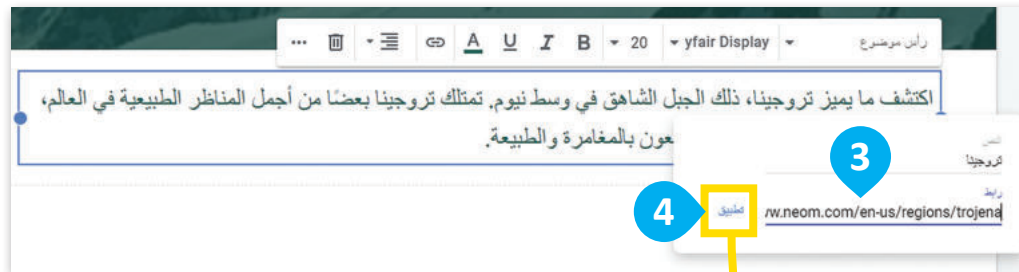 رأس موضوع yfair Display 20 B I U A
اكتشف ما يميز تروجينا، ذلك الجبل الشاهق في وسط نيوم. تمتلك تروجينا بعضًا من أجمل المناظر الطبيعية في العالم،
عون بالمغامرة والطبيعة.
النص
تروجينا
3
رابط
w.neom.com/en-us/regions/trojena
تطبيق
4